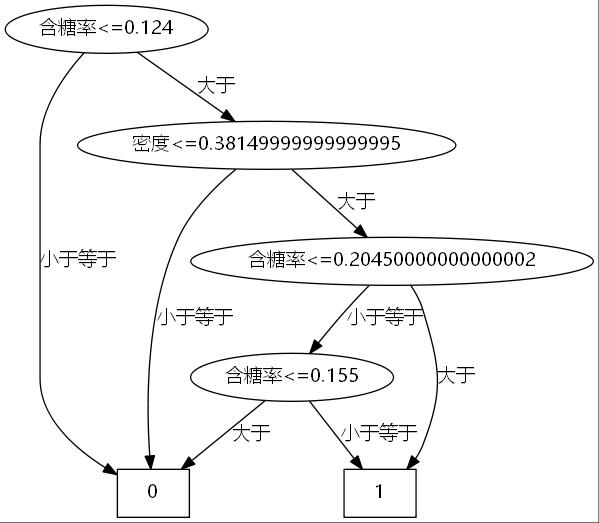 含糖率<=0.124
大于
密度<=0.38149999999999995
大于
小于等于
含糖率<=0.20450000000000002
小于等于
小于等于
含糖率<=0.155
大于
大于
小于等于
0
1